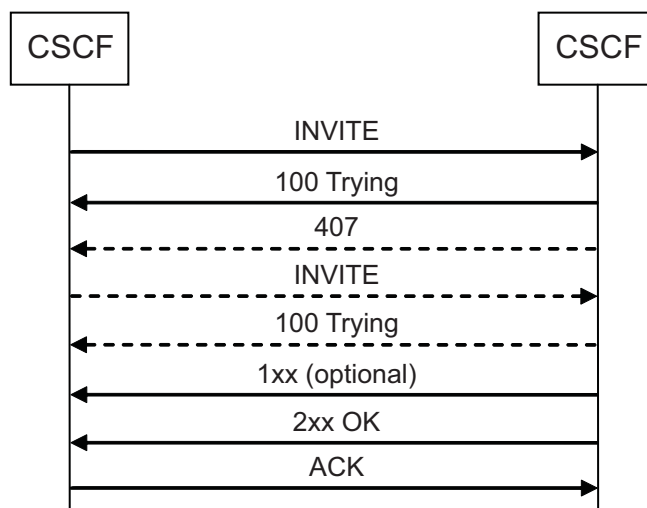 CSCF
CSCF
INVITE
100 Trying
407
INVITE
100 Trying
1xx (optional)
2xx OK
ACK